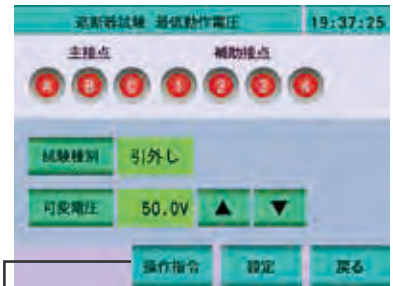 遮断器試験 最低動作電圧 19:37:25
主接点 補助接点
A B C 1 2 3 4
試験種別 引外し
可変電圧 50.0V ▲ ▼
操作指令 設定 戻る